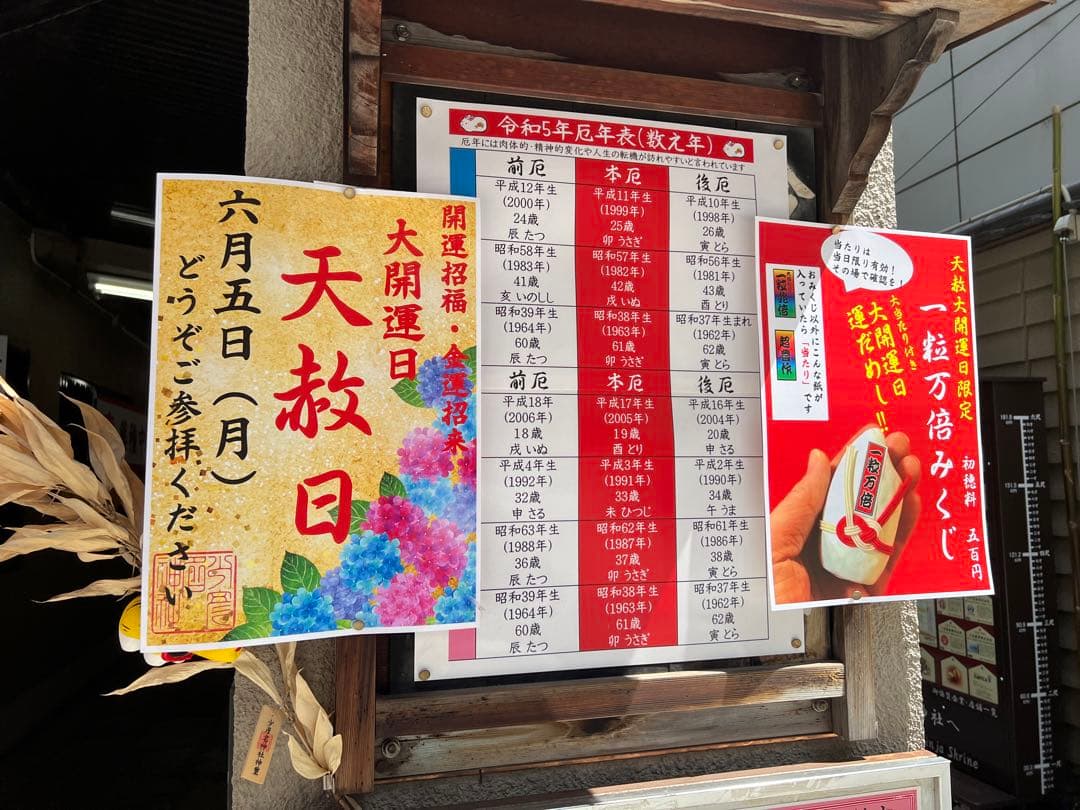 開運招福・金運招来
大開運日
天赦日
六月五日（月）
どうぞご参拝ください
令和5年厄年表（数え年）
厄年には肉体的・精神的変化や人生の転機が訪れやすいと言われています
前厄 本厄 後厄
平成12年生 平成11年生 平成10年生
(2000年) (1999年) (1998年)
24歳 25歳 26歳
辰 たつ 卯 うさぎ 寅 とら
昭和58年生 昭和57年生 昭和56年生
(1983年) (1982年) (1981年)
41歳 42歳 43歳
亥 いのしし 戌 いぬ 酉 とり
昭和39年生 昭和38年生 昭和37年生まれ
(1964年) (1963年) (1962年)
60歳 61歳 62歳
辰 たつ 卯 うさぎ 寅 とら
前厄 本厄 後厄
平成18年 平成17年生 平成16年生
(2006年) (2005年) (2004年)
18歳 19歳 20歳
戌 いぬ 酉 とり 申 さる
平成4年生 平成3年生 平成2年生
(1992年) (1991年) (1990年)
32歳 33歳 34歳
申 さる 未 ひつじ 午 うま
昭和63年生 昭和62年生 昭和61年生
(1988年) (1987年) (1986年)
36歳 37歳 38歳
辰 たつ 卯 うさぎ 寅 とら
昭和39年生 昭和38年生 昭和37年生
(1964年) (1963年) (1962年)
60歳 61歳 62歳
辰 たつ 卯 うさぎ 寅 とら
天赦大開運日限定
一粒万倍みくじ
初穂料 五百円
大当たり付き
大開運日
運だめし!!
当たりは
当日限り有効！
その場で確認を！
おみくじ以外にこんな紙が
入っていたら「当たり」です
一粒万倍
少彦名神社神璽
社へ
nja Shrine